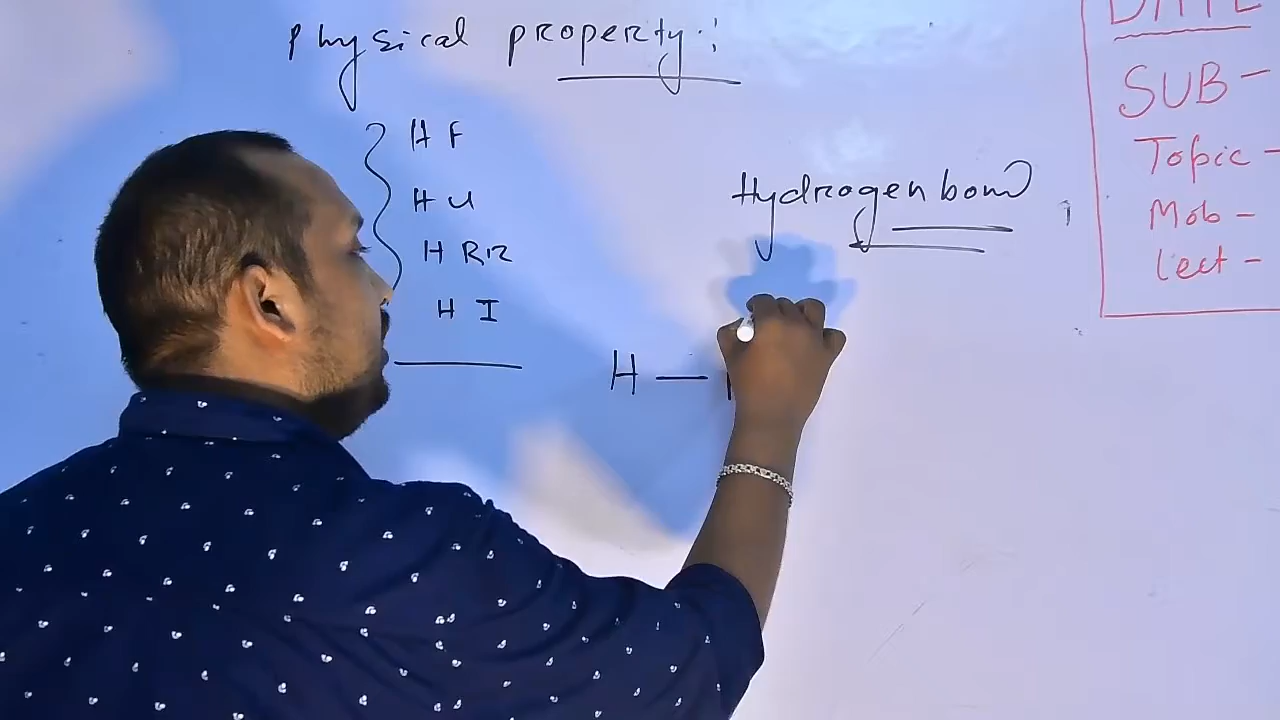 Physical property :
H F
H Cl
H Br
H I
Hydrogen bond
H —
DATE
SUB -
Topic -
Mob -
Lect -